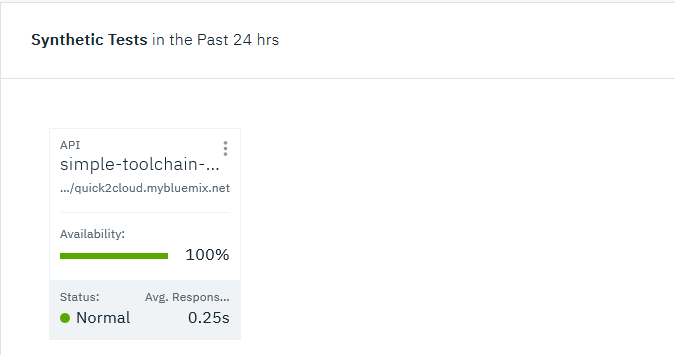 Synthetic Tests in the Past 24 hrs
API
simple-toolchain-...
.../quick2cloud.mybluemix.net
Availability:
100%
Status: Avg. Respons...
Normal 0.25s